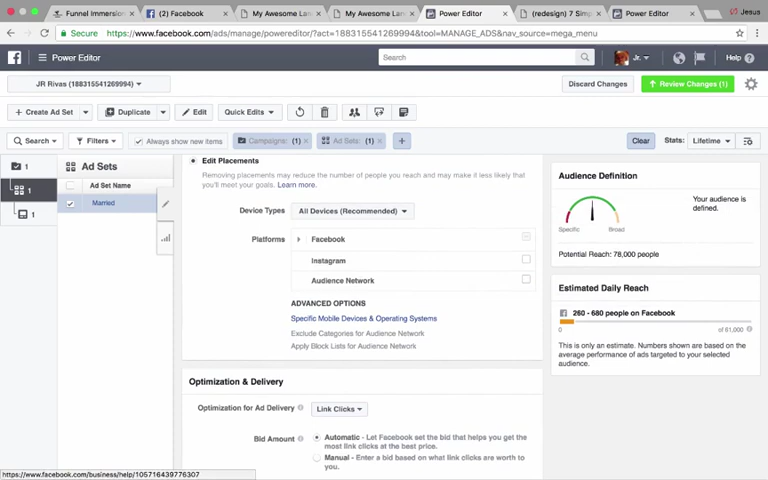 Funnel Immersion
(2) Facebook
My Awesome Lan
My Awesome Lan
Power Editor
(redesign) 7 Simp
Power Editor
Jesus
Secure https://www.facebook.com/ads/manage/powereditor/?act=188315541269994&tool=MANAGE_ADS&nav_source=mega_menu
Power Editor
Search
Jr.
Help
JR Rivas (188315541269994)
Discard Changes
Review Changes (1)
+ Create Ad Set
Duplicate
Edit
Quick Edits
Search
Filters
Always show new items
Campaigns: (1) ×
Ad Sets: (1) ×
+
Clear
Stats:
Lifetime
1
1
1
Ad Sets
Ad Set Name
Married
Edit Placements
Removing placements may reduce the number of people you reach and may make it less likely that
you'll meet your goals. Learn more.
Device Types
All Devices (Recommended)
Platforms
Facebook
Instagram
Audience Network
ADVANCED OPTIONS
Specific Mobile Devices & Operating Systems
Exclude Categories for Audience Network
Apply Block Lists for Audience Network
Optimization & Delivery
Optimization for Ad Delivery
Link Clicks
Bid Amount
Automatic - Let Facebook set the bid that helps you get the
most link clicks at the best price.
Manual - Enter a bid based on what link clicks are worth to
you.
Audience Definition
Your audience is
defined.
Specific
Broad
Potential Reach: 78,000 people
Estimated Daily Reach
260 - 680 people on Facebook
0
of 61,000
This is only an estimate. Numbers shown are based on the
average performance of ads targeted to your selected
audience.
https://www.facebook.com/business/help/105716439776307